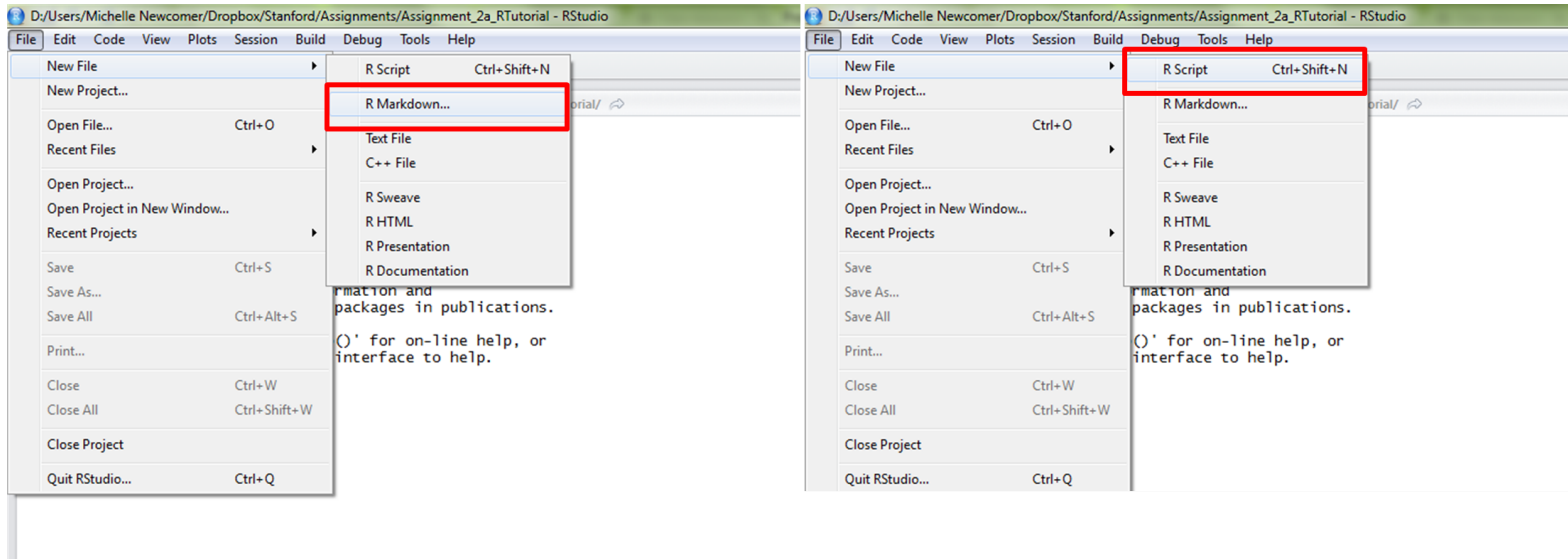 D:/Users/Michelle Newcomer/Dropbox/Stanford/Assignments/Assignment_2a_RTutorial - RStudio
File Edit Code View Plots Session Build Debug Tools Help
New File
R Script Ctrl+Shift+N
New Project...
R Markdown...
orial/
Open File... Ctrl+O
Text File
Recent Files
C++ File
Open Project...
R Sweave
Open Project in New Window...
R HTML
Recent Projects
R Presentation
Save Ctrl+S
R Documentation
Save As...
rmation and
packages in publications.
Save All Ctrl+Alt+S
()' for on-line help, or
Print...
interface to help.
Close Ctrl+W
Close All Ctrl+Shift+W
Close Project
Quit RStudio... Ctrl+Q
D:/Users/Michelle Newcomer/Dropbox/Stanford/Assignments/Assignment_2a_RTutorial - RStudio
File Edit Code View Plots Session Build Debug Tools Help
New File
R Script Ctrl+Shift+N
New Project...
R Markdown...
orial/
Open File... Ctrl+O
Text File
Recent Files
C++ File
Open Project...
R Sweave
Open Project in New Window...
R HTML
Recent Projects
R Presentation
Save Ctrl+S
R Documentation
Save As...
rmation and
packages in publications.
Save All Ctrl+Alt+S
()' for on-line help, or
Print...
interface to help.
Close Ctrl+W
Close All Ctrl+Shift+W
Close Project
Quit RStudio... Ctrl+Q